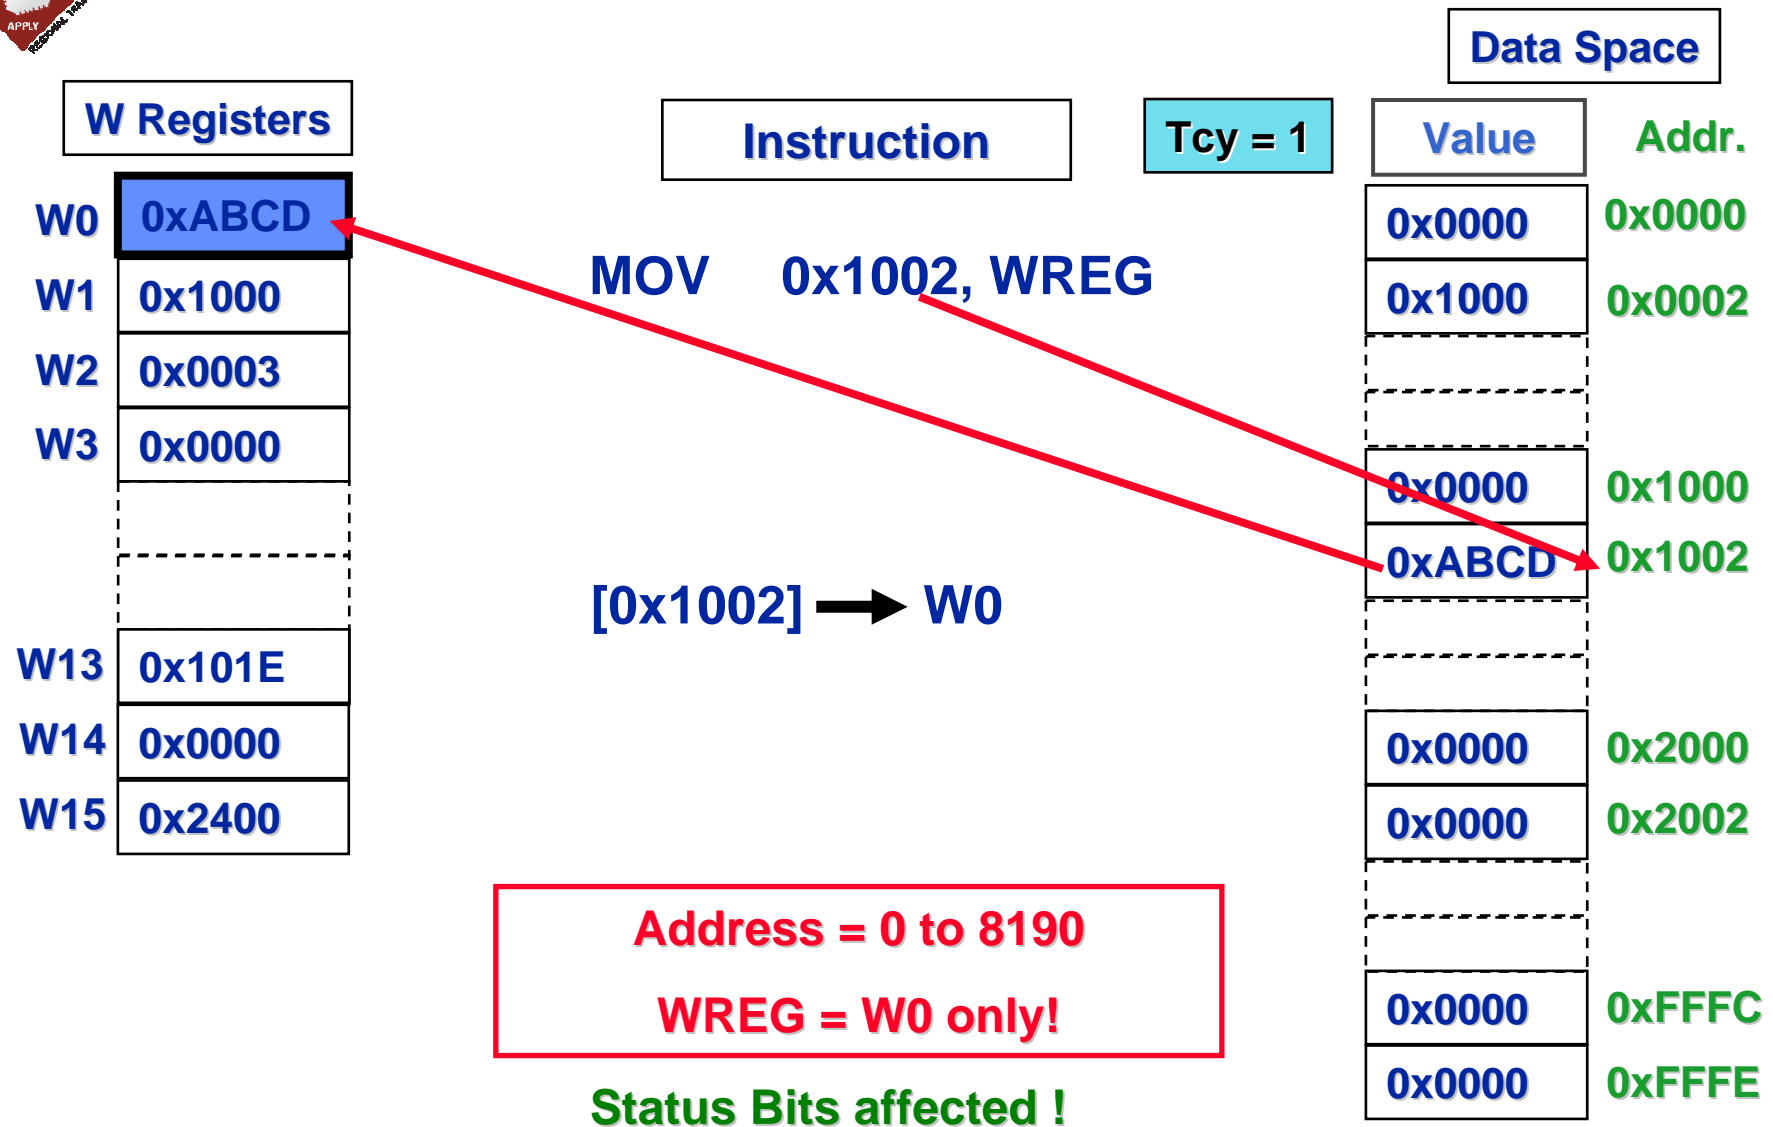 APPLY
REGIONAL
Data Space
W Registers
Instruction
Tcy = 1
Value
Addr.
W0 0xABCD
W1 0x1000
W2 0x0003
W3 0x0000
W13 0x101E
W14 0x0000
W15 0x2400
MOV 0x1002, WREG
[0x1002] W0
Address = 0 to 8190
WREG = W0 only!
Status Bits affected !
0x0000 0x0000
0x1000 0x0002
0x0000 0x1000
0xABCD 0x1002
0x0000 0x2000
0x0000 0x2002
0x0000 0xFFFC
0x0000 0xFFFE